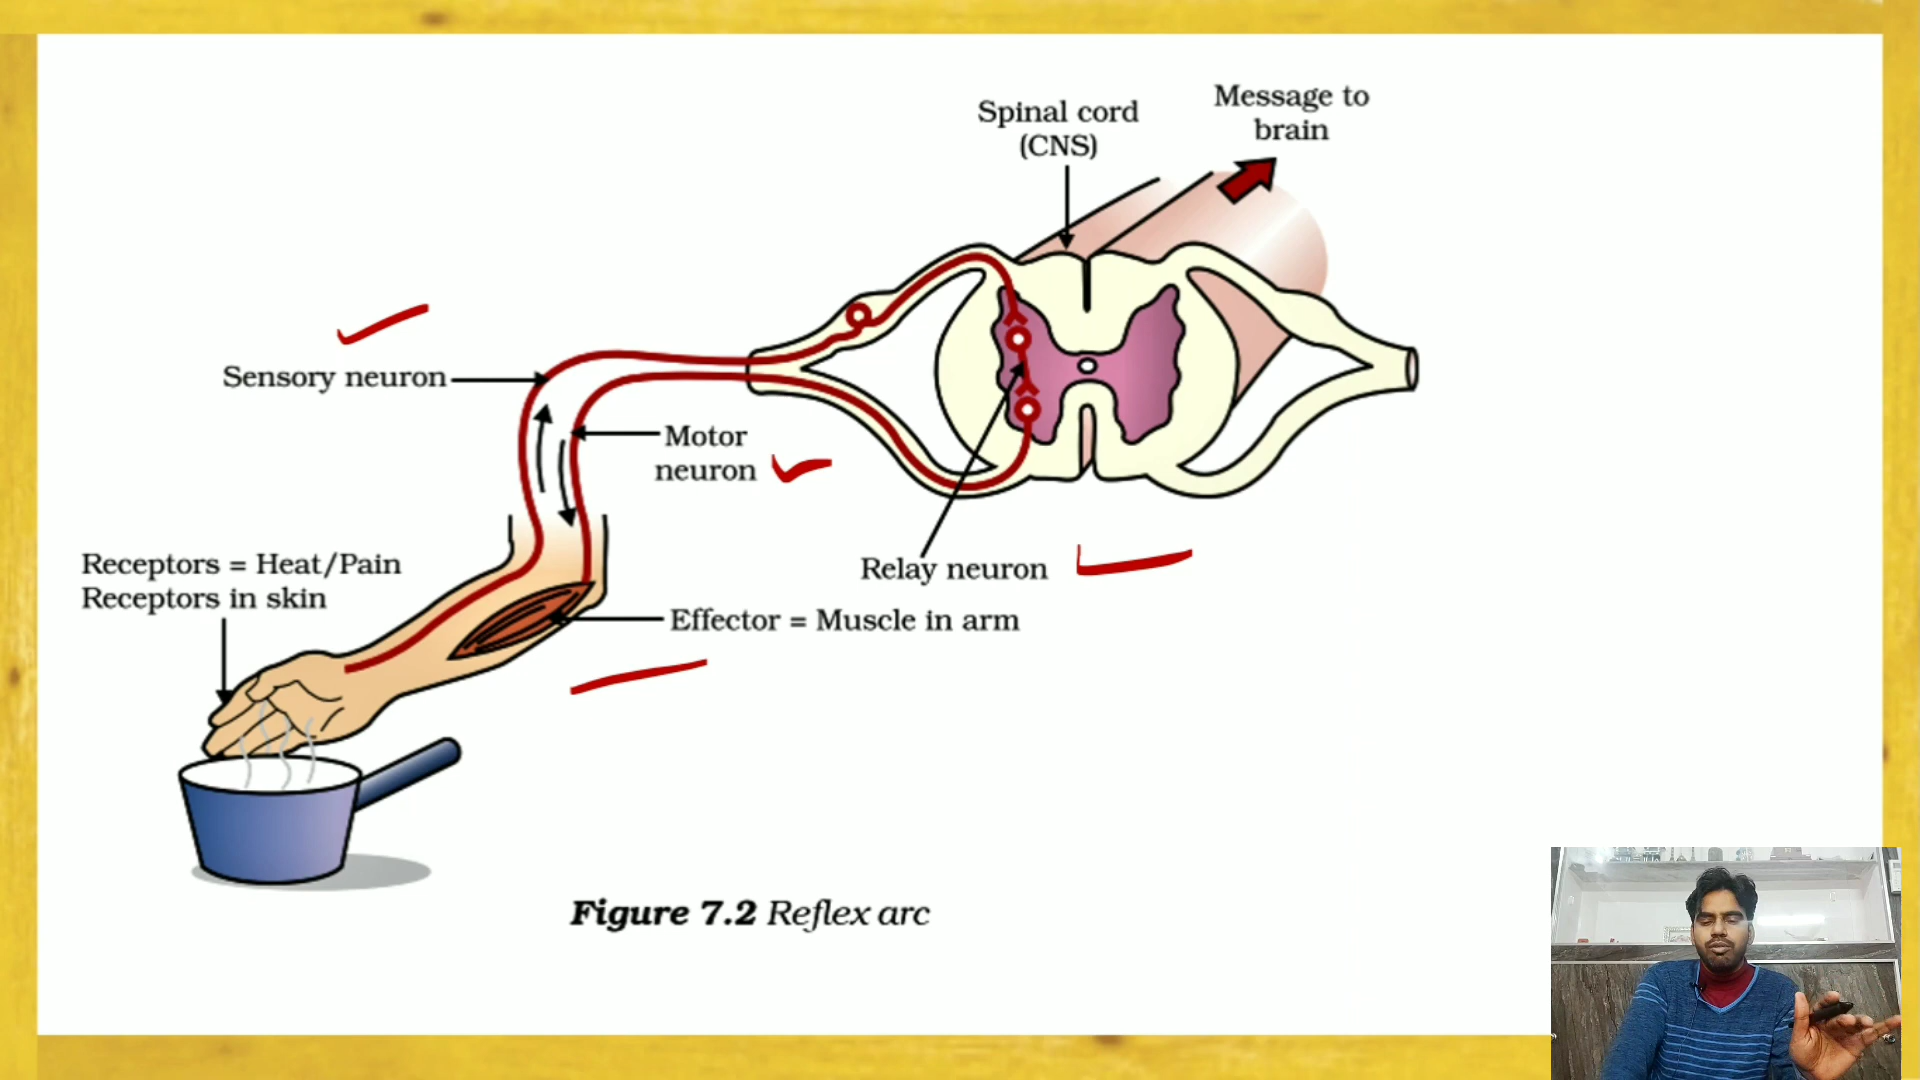 Spinal cord
(CNS)
Message to
brain
Sensory neuron
Motor
neuron
Receptors = Heat/Pain
Receptors in skin
Relay neuron
Effector = Muscle in arm
Figure 7.2 Reflex arc